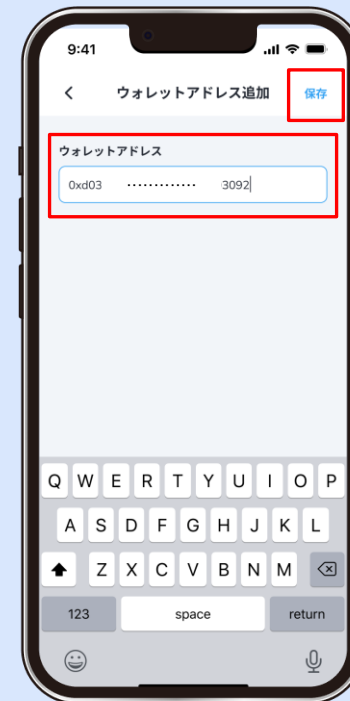 9:41
ウォレットアドレス追加 保存
ウォレットアドレス
0xd03 ············· 3092
Q W E R T Y U I O P
A S D F G H J K L
Z X C V B N M
123 space return